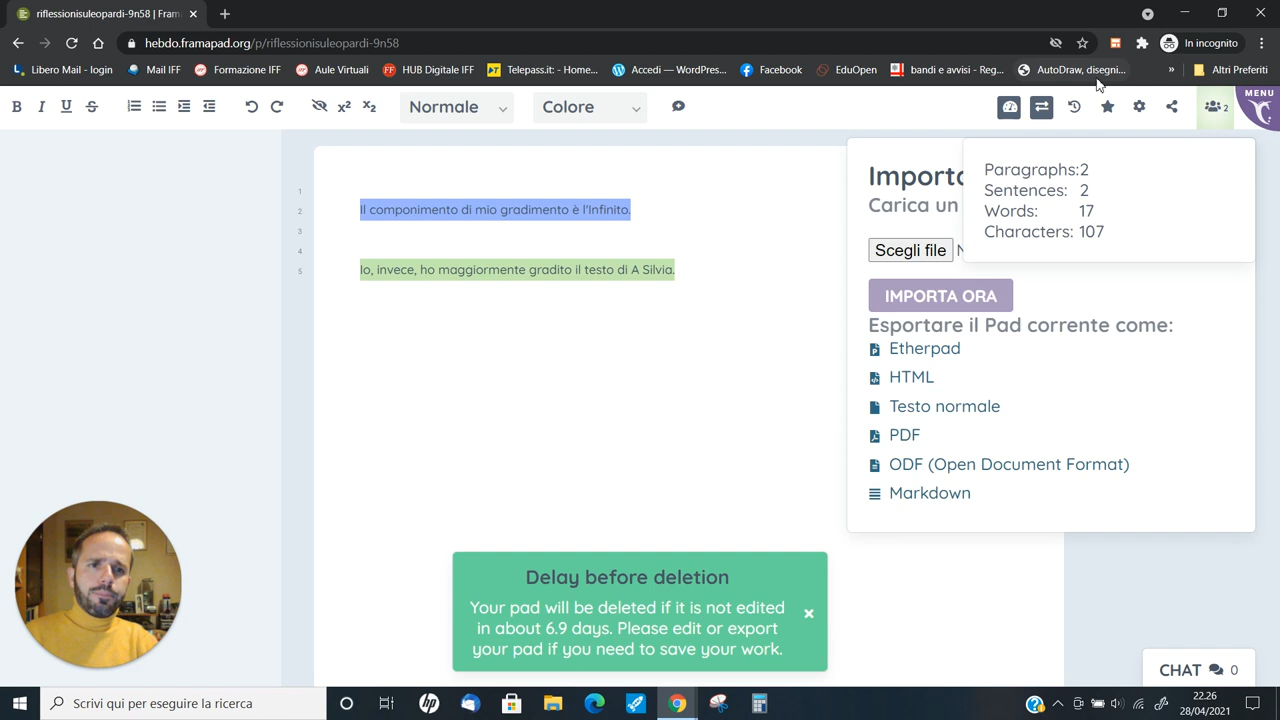 riflessionisuleopardi-9n58 | Fram
hebdo.framapad.org/p/riflessionisuleopardi-9n58
In incognito
Libero Mail - login
Mail IFF
Formazione IFF
Aule Virtuali
HUB Digitale IFF
Telepass.it: - Home...
Accedi — WordPress...
Facebook
EduOpen
bandi e avvisi - Reg...
AutoDraw, disegni...
»
Altri Preferiti
B I U S
Normale
Colore
2
MENU
1
2 Il componimento di mio gradimento è l'Infinito.
3
4
5 Io, invece, ho maggiormente gradito il testo di A Silvia.
Paragraphs:2
Sentences: 2
Words: 17
Characters: 107
Carica un
Scegli file
IMPORTA ORA
Esportare il Pad corrente come:
Etherpad
HTML
Testo normale
PDF
ODF (Open Document Format)
Markdown
Delay before deletion
Your pad will be deleted if it is not edited
in about 6.9 days. Please edit or export
your pad if you need to save your work.
CHAT 0
Scrivi qui per eseguire la ricerca
22.26
28/04/2021